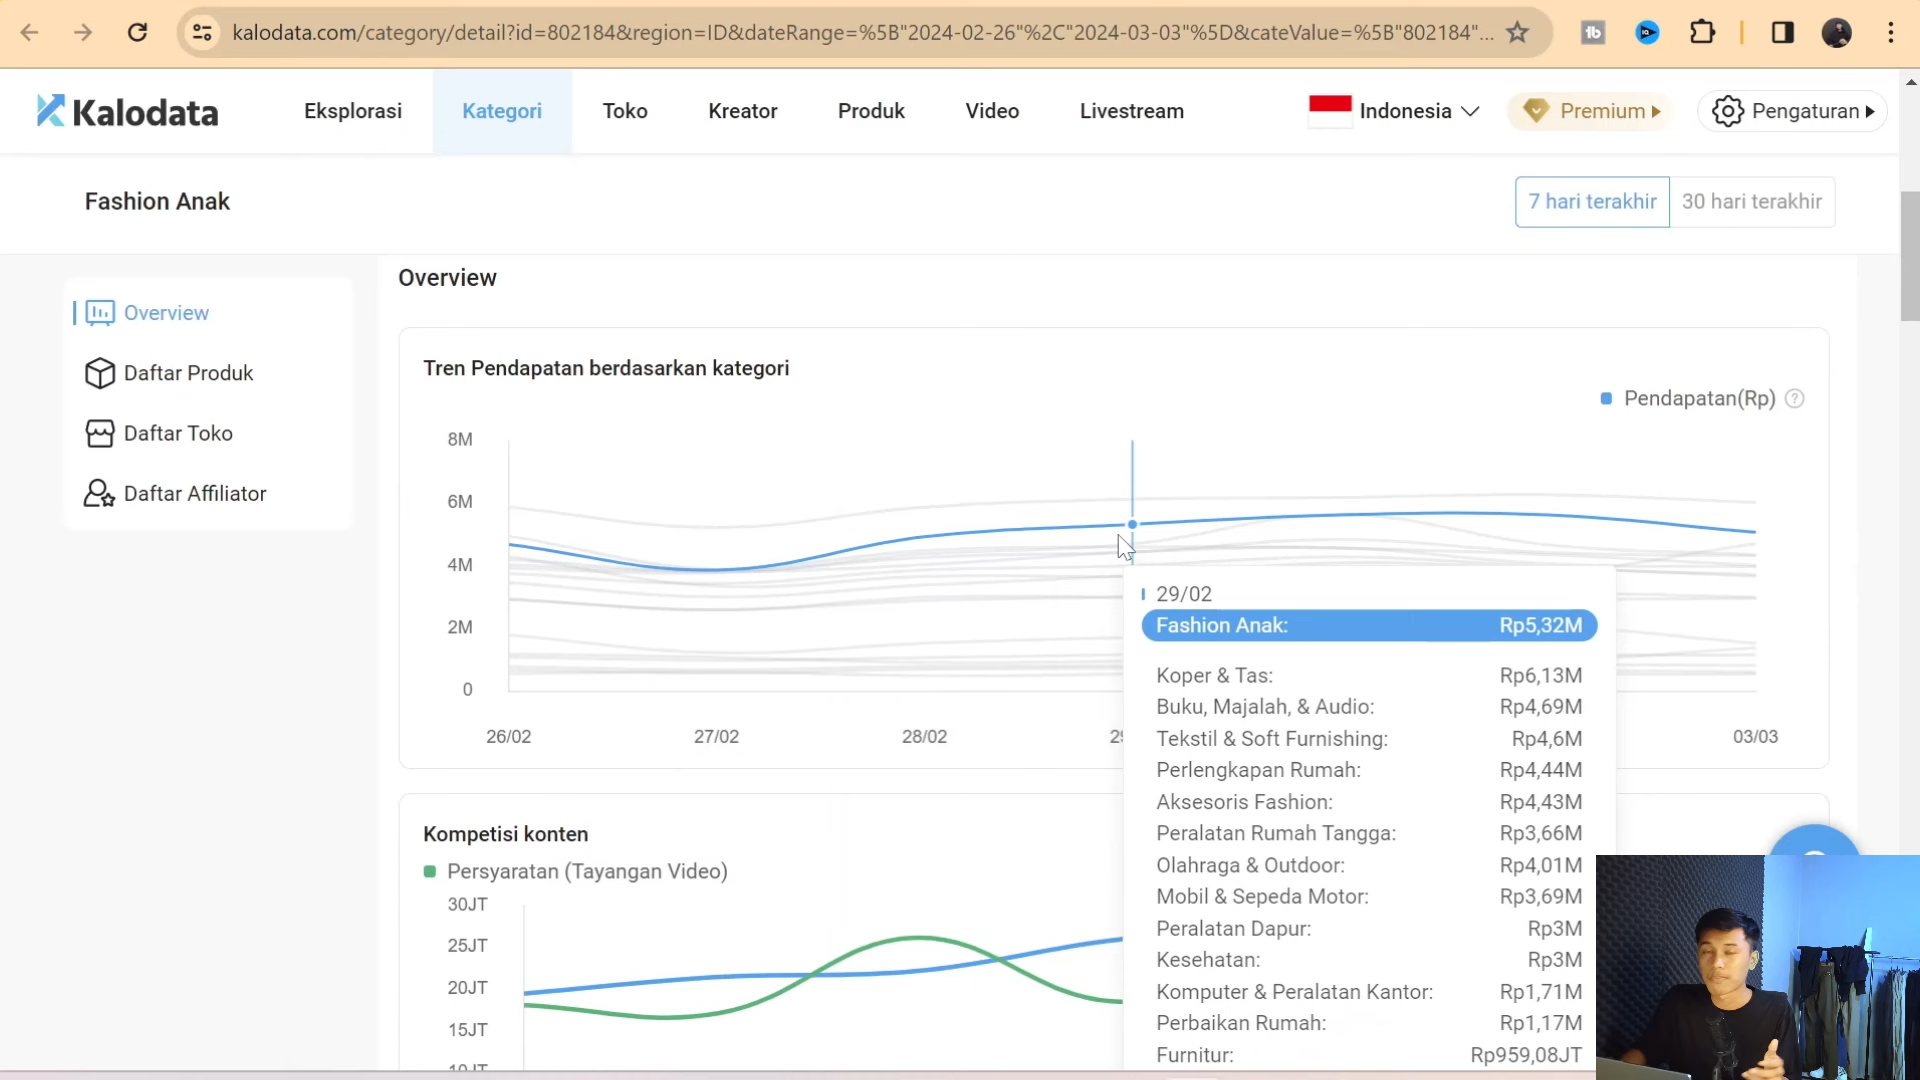 kalodata.com/category/detail?id=802184&region=ID&dateRange=%5B"2024-02-26"%2C"2024-03-03"%5D&cateValue=%5B"802184"...
Kalodata
Eksplorasi
Kategori
Toko
Kreator
Produk
Video
Livestream
Indonesia
Premium
Pengaturan
Fashion Anak
7 hari terakhir
30 hari terakhir
Overview
Daftar Produk
Daftar Toko
Daftar Affiliator
Overview
Tren Pendapatan berdasarkan kategori
Pendapatan(Rp)
8M
6M
4M
2M
0
26/02
27/02
28/02
29
03/03
29/02
Fashion Anak: Rp5,32M
Koper & Tas: Rp6,13M
Buku, Majalah, & Audio: Rp4,69M
Tekstil & Soft Furnishing: Rp4,6M
Perlengkapan Rumah: Rp4,44M
Aksesoris Fashion: Rp4,43M
Peralatan Rumah Tangga: Rp3,66M
Olahraga & Outdoor: Rp4,01M
Mobil & Sepeda Motor: Rp3,69M
Peralatan Dapur: Rp3M
Kesehatan: Rp3M
Komputer & Peralatan Kantor: Rp1,71M
Perbaikan Rumah: Rp1,17M
Furnitur: Rp959,08JT
Kompetisi konten
Persyaratan (Tayangan Video)
30JT
25JT
20JT
15JT
10JT